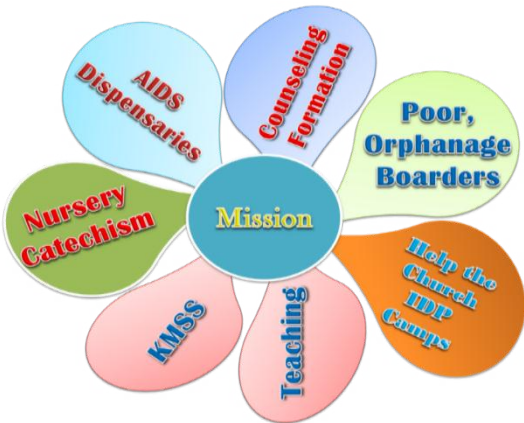 AIDS
Dispensaries
Counseling
Formation
Poor,
Orphanage
Boarders
Nursery
Catechism
Mission
Help the
Church
IDP
Camps
KMSS
Teaching